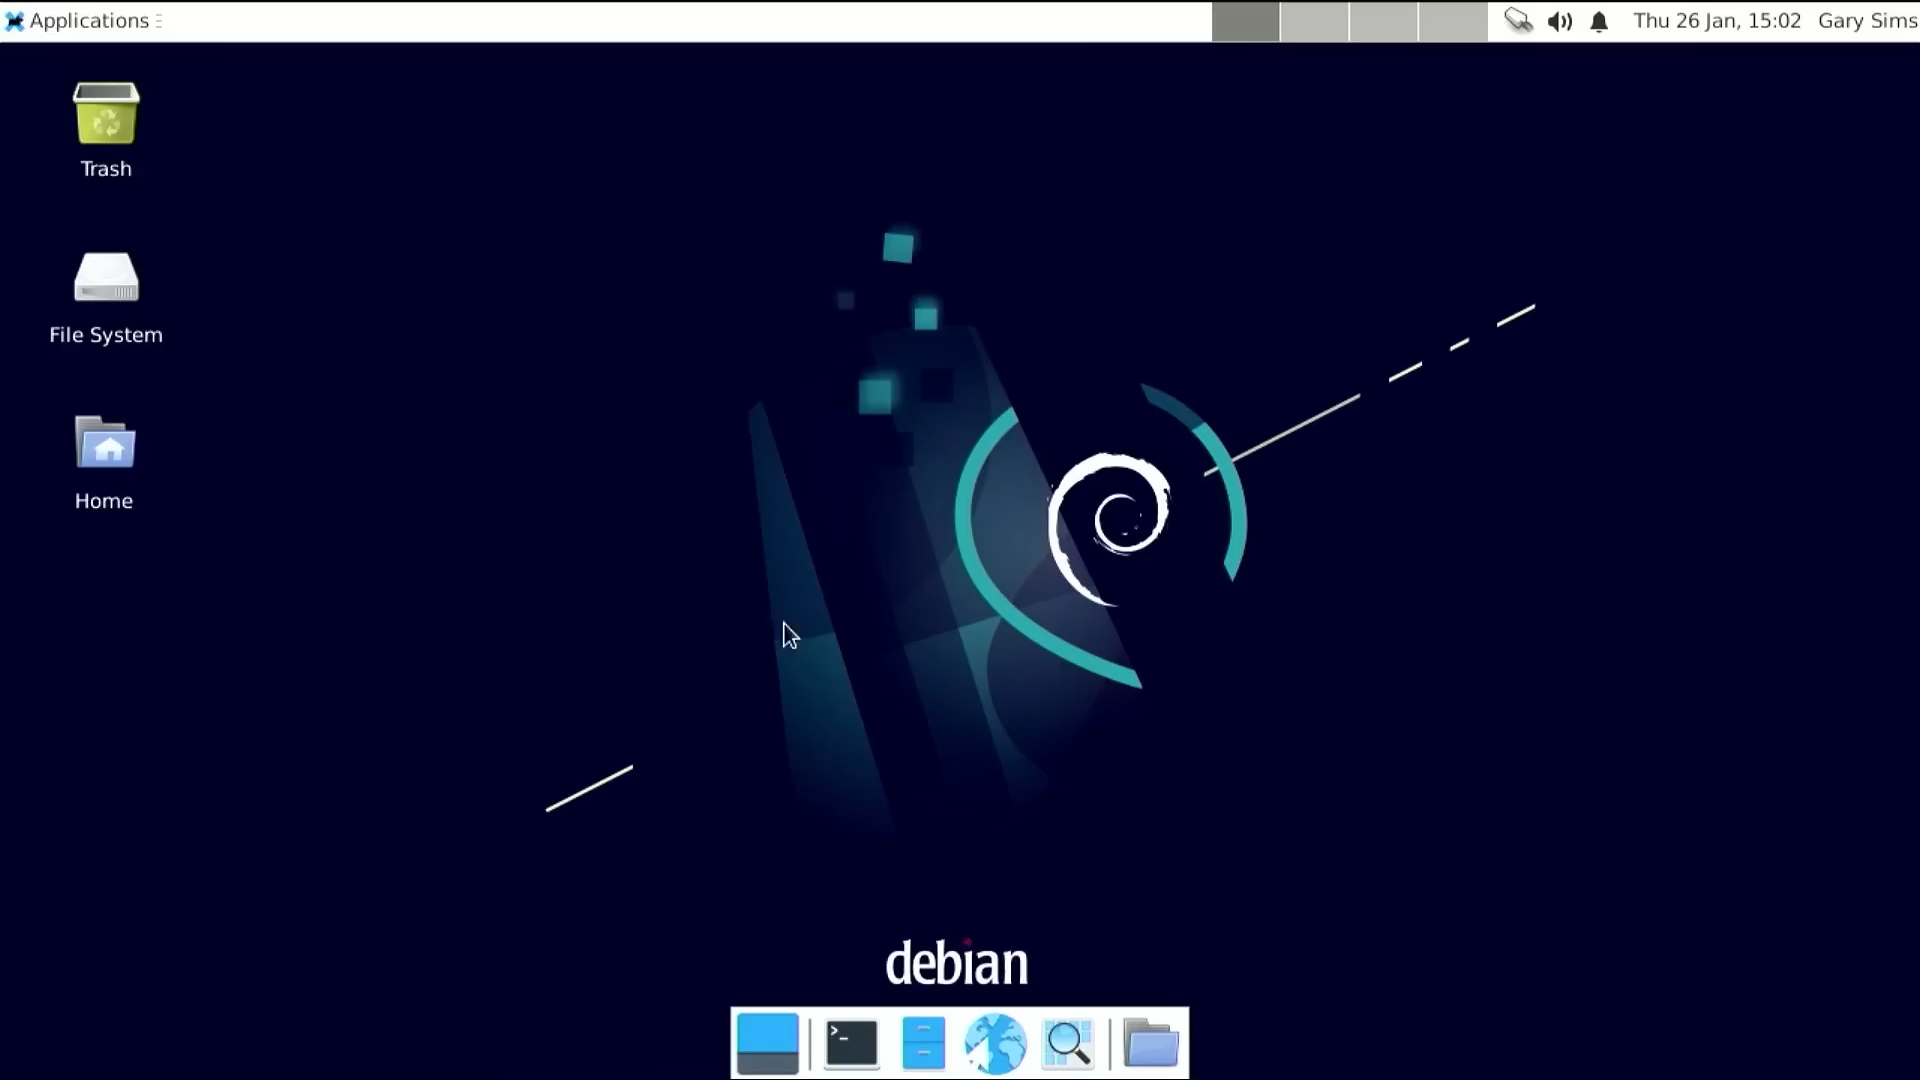 Applications
Thu 26 Jan, 15:02 Gary Sims
Trash
File System
Home
debian
>_